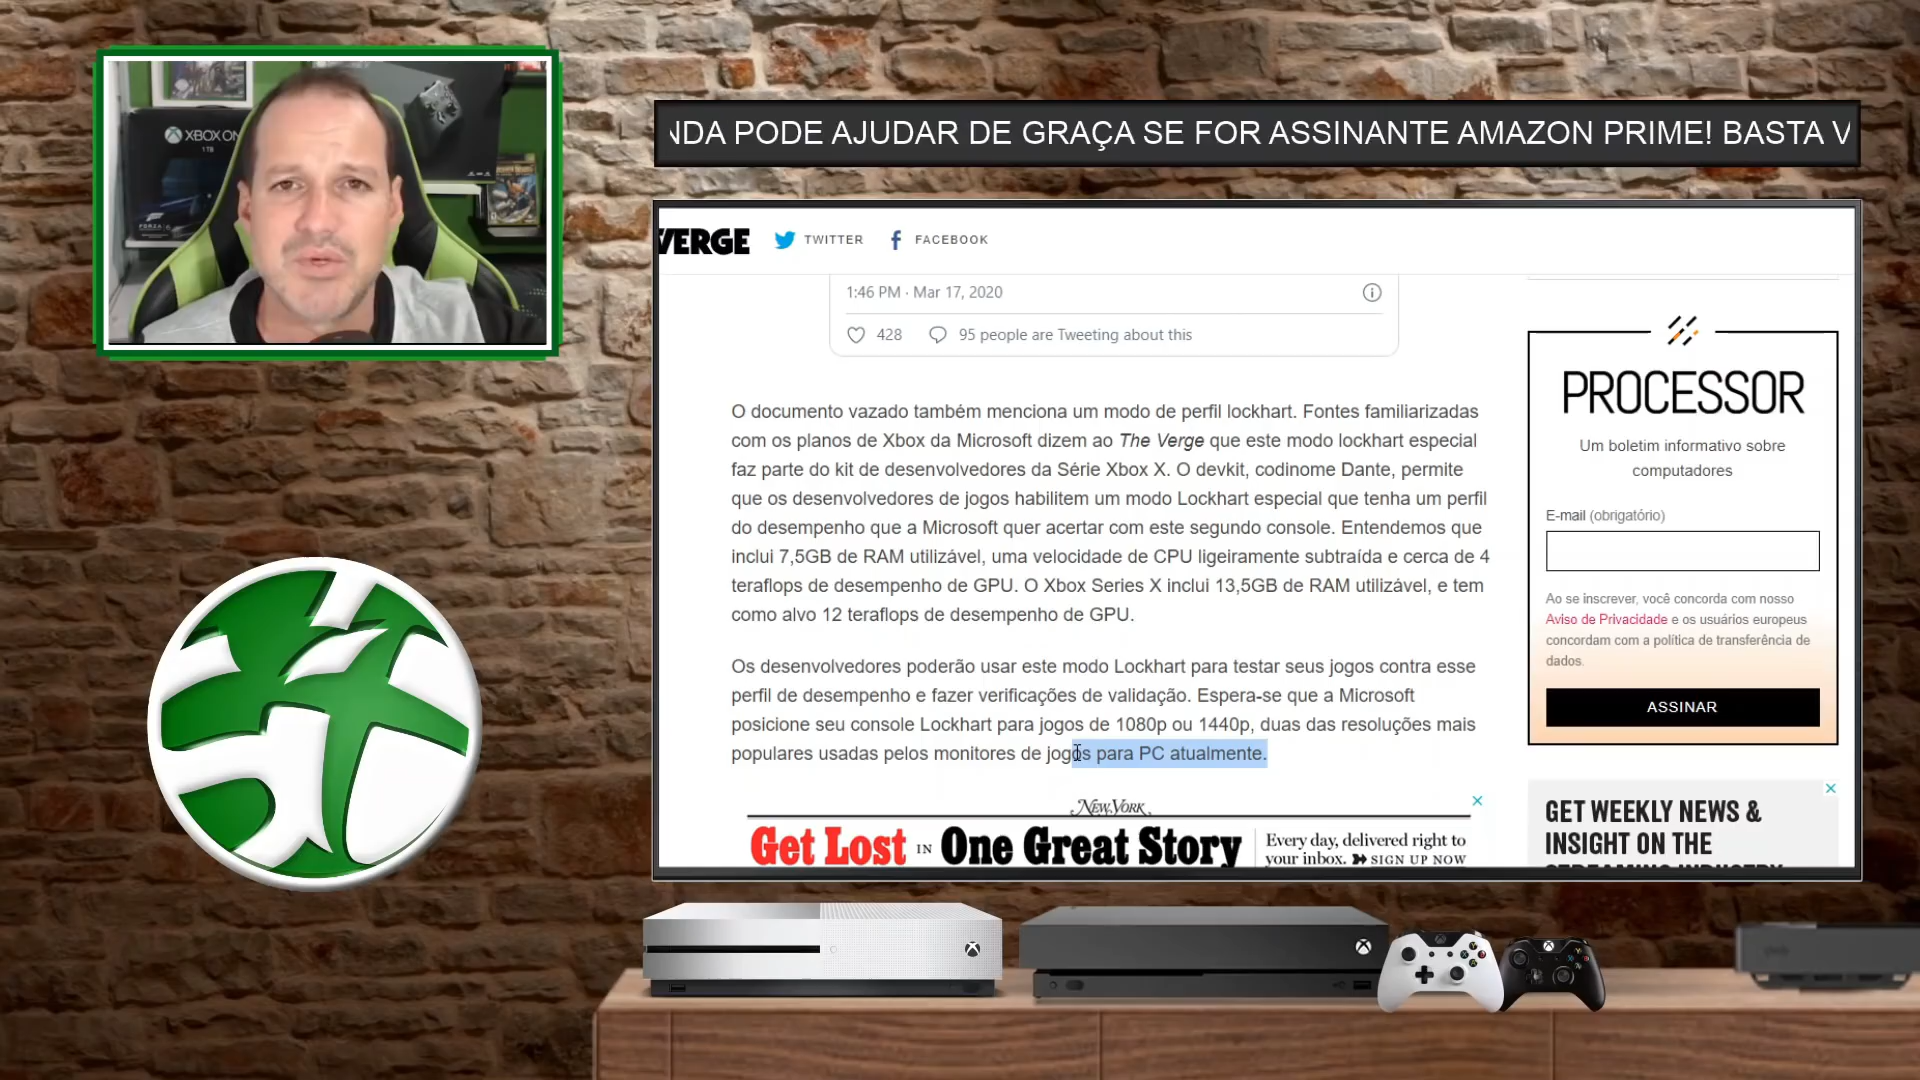 XBOX ON
1TB
FORZA
NDA PODE AJUDAR DE GRAÇA SE FOR ASSINANTE AMAZON PRIME! BASTA V
VERGE
TWITTER
FACEBOOK
1:46 PM · Mar 17, 2020
428
95 people are Tweeting about this
O documento vazado também menciona um modo de perfil lockhart. Fontes familiarizadas
com os planos de Xbox da Microsoft dizem ao The Verge que este modo lockhart especial
faz parte do kit de desenvolvedores da Série Xbox X. O devkit, codinome Dante, permite
que os desenvolvedores de jogos habilitem um modo Lockhart especial que tenha um perfil
do desempenho que a Microsoft quer acertar com este segundo console. Entendemos que
inclui 7,5GB de RAM utilizável, uma velocidade de CPU ligeiramente subtraída e cerca de 4
teraflops de desempenho de GPU. O Xbox Series X inclui 13,5GB de RAM utilizável, e tem
como alvo 12 teraflops de desempenho de GPU.
Os desenvolvedores poderão usar este modo Lockhart para testar seus jogos contra esse
perfil de desempenho e fazer verificações de validação. Espera-se que a Microsoft
posicione seu console Lockhart para jogos de 1080p ou 1440p, duas das resoluções mais
populares usadas pelos monitores de jogos para PC atualmente.
NEW YORK
Get Lost IN One Great Story
Every day, delivered right to
your inbox. SIGN UP NOW
PROCESSOR
Um boletim informativo sobre
computadores
E-mail (obrigatório)
Ao se inscrever, você concorda com nosso
Aviso de Privacidade e os usuários europeus
concordam com a política de transferência de
dados.
ASSINAR
GET WEEKLY NEWS &
INSIGHT ON THE
STREAMING INDUSTRY